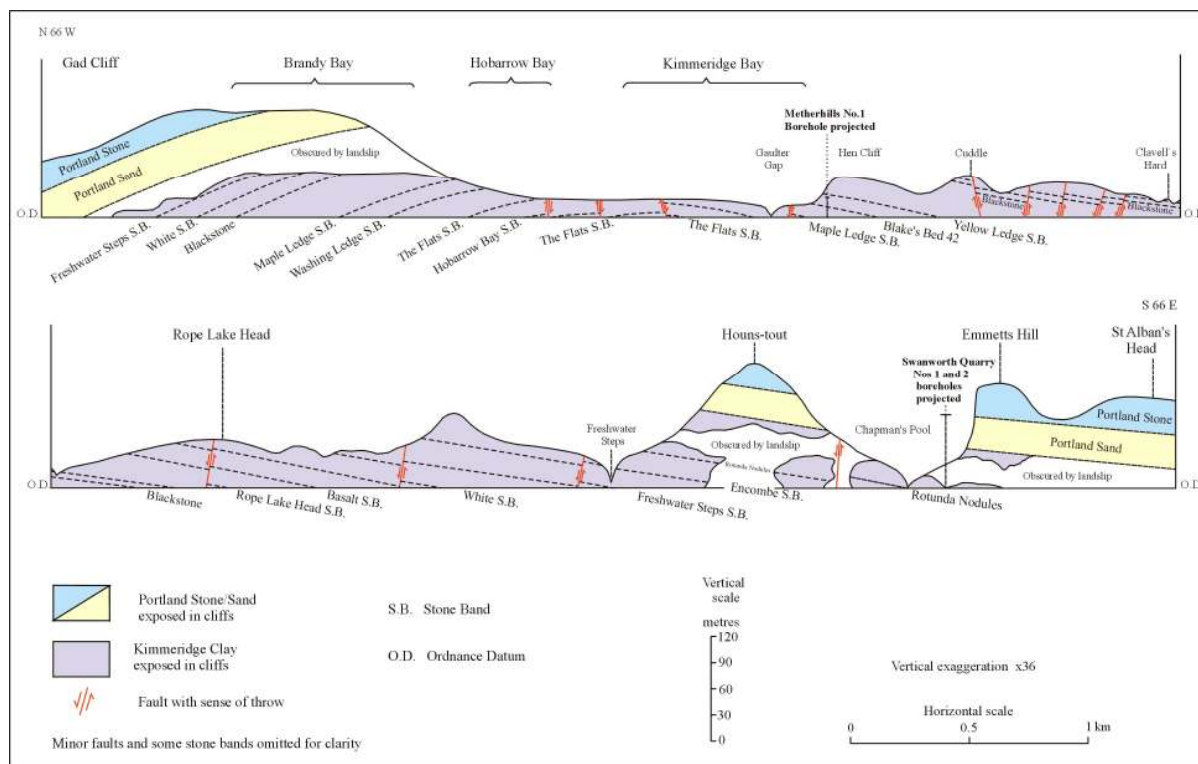 N 66 W
Gad Cliff
Brandy Bay
Hobarrow Bay
Kimmeridge Bay
Metherhills No.1
Borehole projected
Gaulter
Gap
Hen Cliff
Cuddle
Clavell's
Hard
Portland Stone
Portland Sand
Obscured by landslip
Blackstone
Blackstone
O.D.
O.D.
Freshwater Steps S.B.
White S.B.
Blackstone
Maple Ledge S.B.
Washing Ledge S.B.
The Flats S.B.
Hobarrow Bay S.B.
The Flats S.B.
The Flats S.B.
Maple Ledge S.B.
Blake's Bed 42
Yellow Ledge S.B.
S 66 E
Rope Lake Head
Houns-tout
Emmetts Hill
St Alban's
Head
Swanworth Quarry
Nos 1 and 2
boreholes
projected
Freshwater
Steps
Chapman's Pool
Portland Stone
Portland Sand
Obscured by landslip
Rotunda Nodules
Obscured by landslip
O.D.
O.D.
Blackstone
Rope Lake Head S.B.
Basalt S.B.
White S.B.
Freshwater Steps S.B.
Encombe S.B.
Rotunda Nodules
Portland Stone/Sand
exposed in cliffs
Kimmeridge Clay
exposed in cliffs
Fault with sense of throw
Minor faults and some stone bands omitted for clarity
S.B. Stone Band
O.D. Ordnance Datum
Vertical
scale
metres
120
90
60
30
0
Vertical exaggeration x36
Horizontal scale
0 0.5 1 km